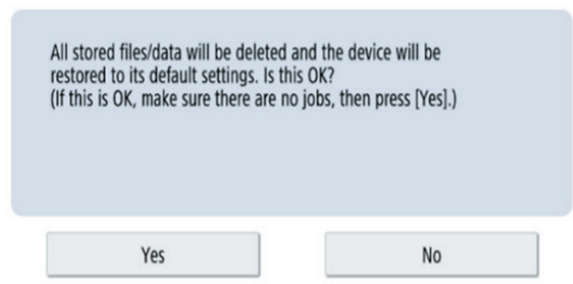 All stored files/data will be deleted and the device will be
restored to its default settings. Is this OK?
(If this is OK, make sure there are no jobs, then press [Yes].)
Yes
No